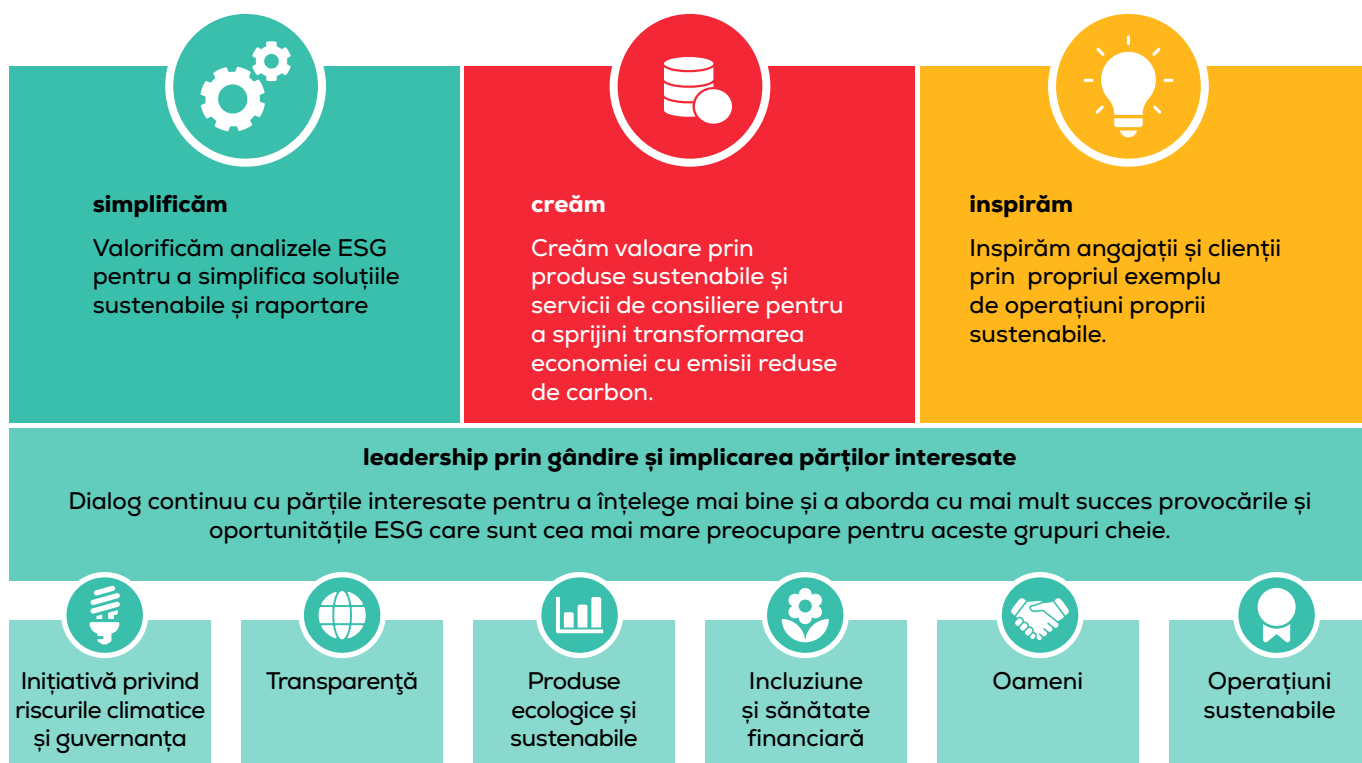 simplificăm
Valorificăm analizele ESG
pentru a simplifica soluțiile
sustenabile și raportare
creăm
Creăm valoare prin
produse sustenabile și
servicii de consiliere pentru
a sprijini transformarea
economiei cu emisii reduse
de carbon.
inspirăm
Inspirăm angajații și clienții
prin propriul exemplu
de operațiuni proprii
sustenabile.
leadership prin gândire și implicarea părților interesate
Dialog continuu cu părțile interesate pentru a înțelege mai bine și a aborda cu mai mult succes provocările și
oportunitățile ESG care sunt cea mai mare preocupare pentru aceste grupuri cheie.
Inițiativă privind
riscurile climatice
și guvernanța
Transparenţă
Produse
ecologice și
sustenabile
Incluziune
și sănătate
financiară
Oameni
Operațiuni
sustenabile